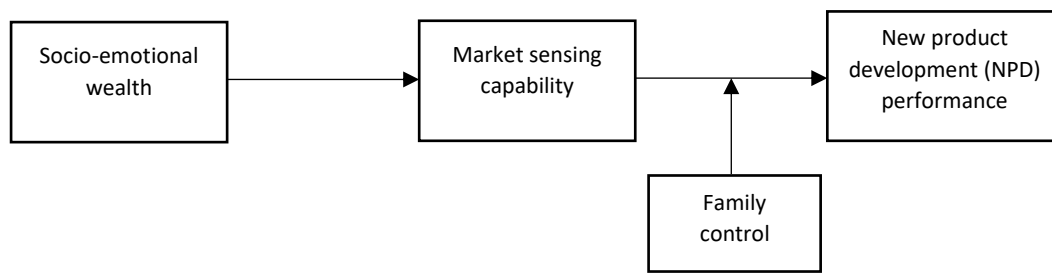 Socio-emotional
wealth
Market sensing
capability
New product
development (NPD)
performance
Family
control